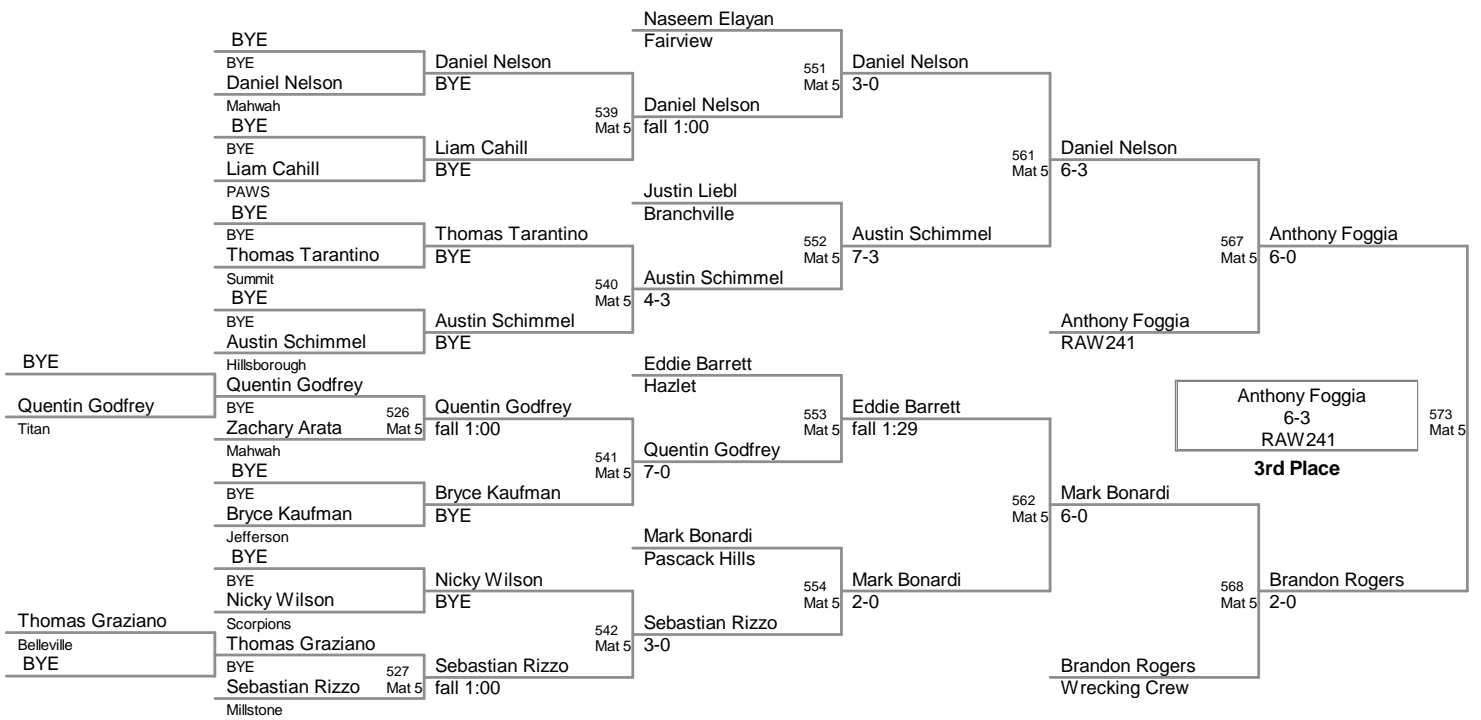 BYE
Quentin Godfrey
Titan
Thomas Graziano
Belleville
BYE
BYE
BYE
Daniel Nelson
Mahwah
BYE
BYE
Liam Cahill
PAWS
BYE
BYE
Thomas Tarantino
Summit
BYE
BYE
Austin Schimmel
Hillsborough
Quentin Godfrey
BYE
Zachary Arata
Mahwah
BYE
BYE
Bryce Kaufman
Jefferson
BYE
BYE
Nicky Wilson
Scorpions
Thomas Graziano
BYE
Sebastian Rizzo
Millstone
526
Mat 5
527
Mat 5
Daniel Nelson
BYE
Liam Cahill
BYE
Thomas Tarantino
BYE
Austin Schimmel
BYE
Quentin Godfrey
fall 1:00
Bryce Kaufman
BYE
Nicky Wilson
BYE
Sebastian Rizzo
fall 1:00
539
Mat 5
540
Mat 5
541
Mat 5
542
Mat 5
Naseem Elayan
Fairview
Daniel Nelson
fall 1:00
Justin Liebl
Branchville
Austin Schimmel
4-3
Eddie Barrett
Hazlet
Quentin Godfrey
7-0
Mark Bonardi
Pascack Hills
Sebastian Rizzo
3-0
551
Mat 5
552
Mat 5
553
Mat 5
554
Mat 5
Daniel Nelson
3-0
Austin Schimmel
7-3
Eddie Barrett
fall 1:29
Mark Bonardi
2-0
561
Mat 5
562
Mat 5
Daniel Nelson
6-3
Anthony Foggia
RAW241
Mark Bonardi
6-0
Brandon Rogers
Wrecking Crew
567
Mat 5
568
Mat 5
Anthony Foggia
6-0
Brandon Rogers
2-0
Anthony Foggia
6-3
RAW241
3rd Place
573
Mat 5